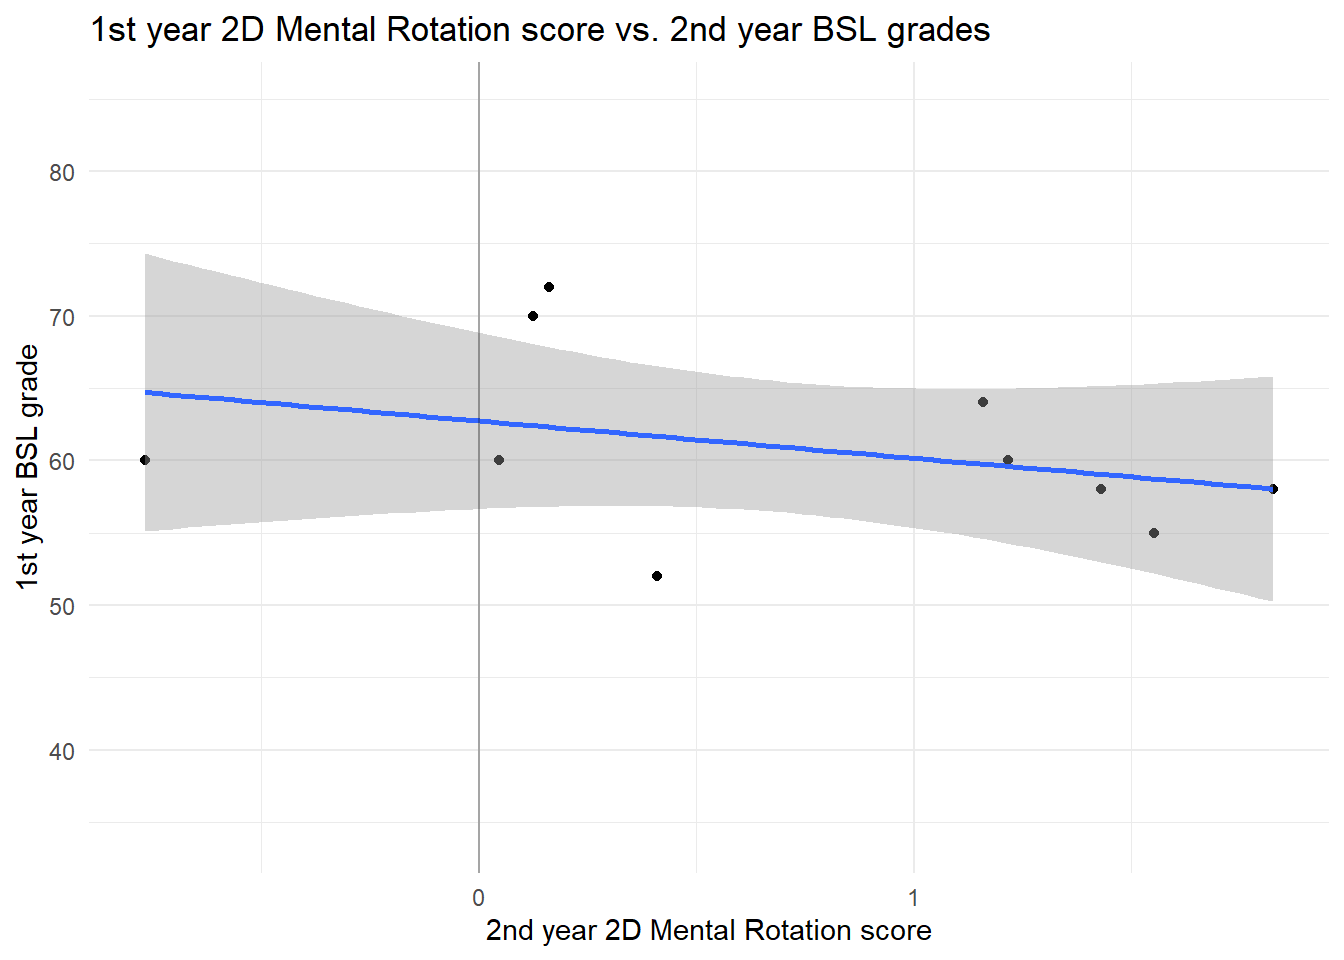 1st year 2D Mental Rotation score vs. 2nd year BSL grades
80
70
60
50
40
1st year BSL grade
0 1
2nd year 2D Mental Rotation score